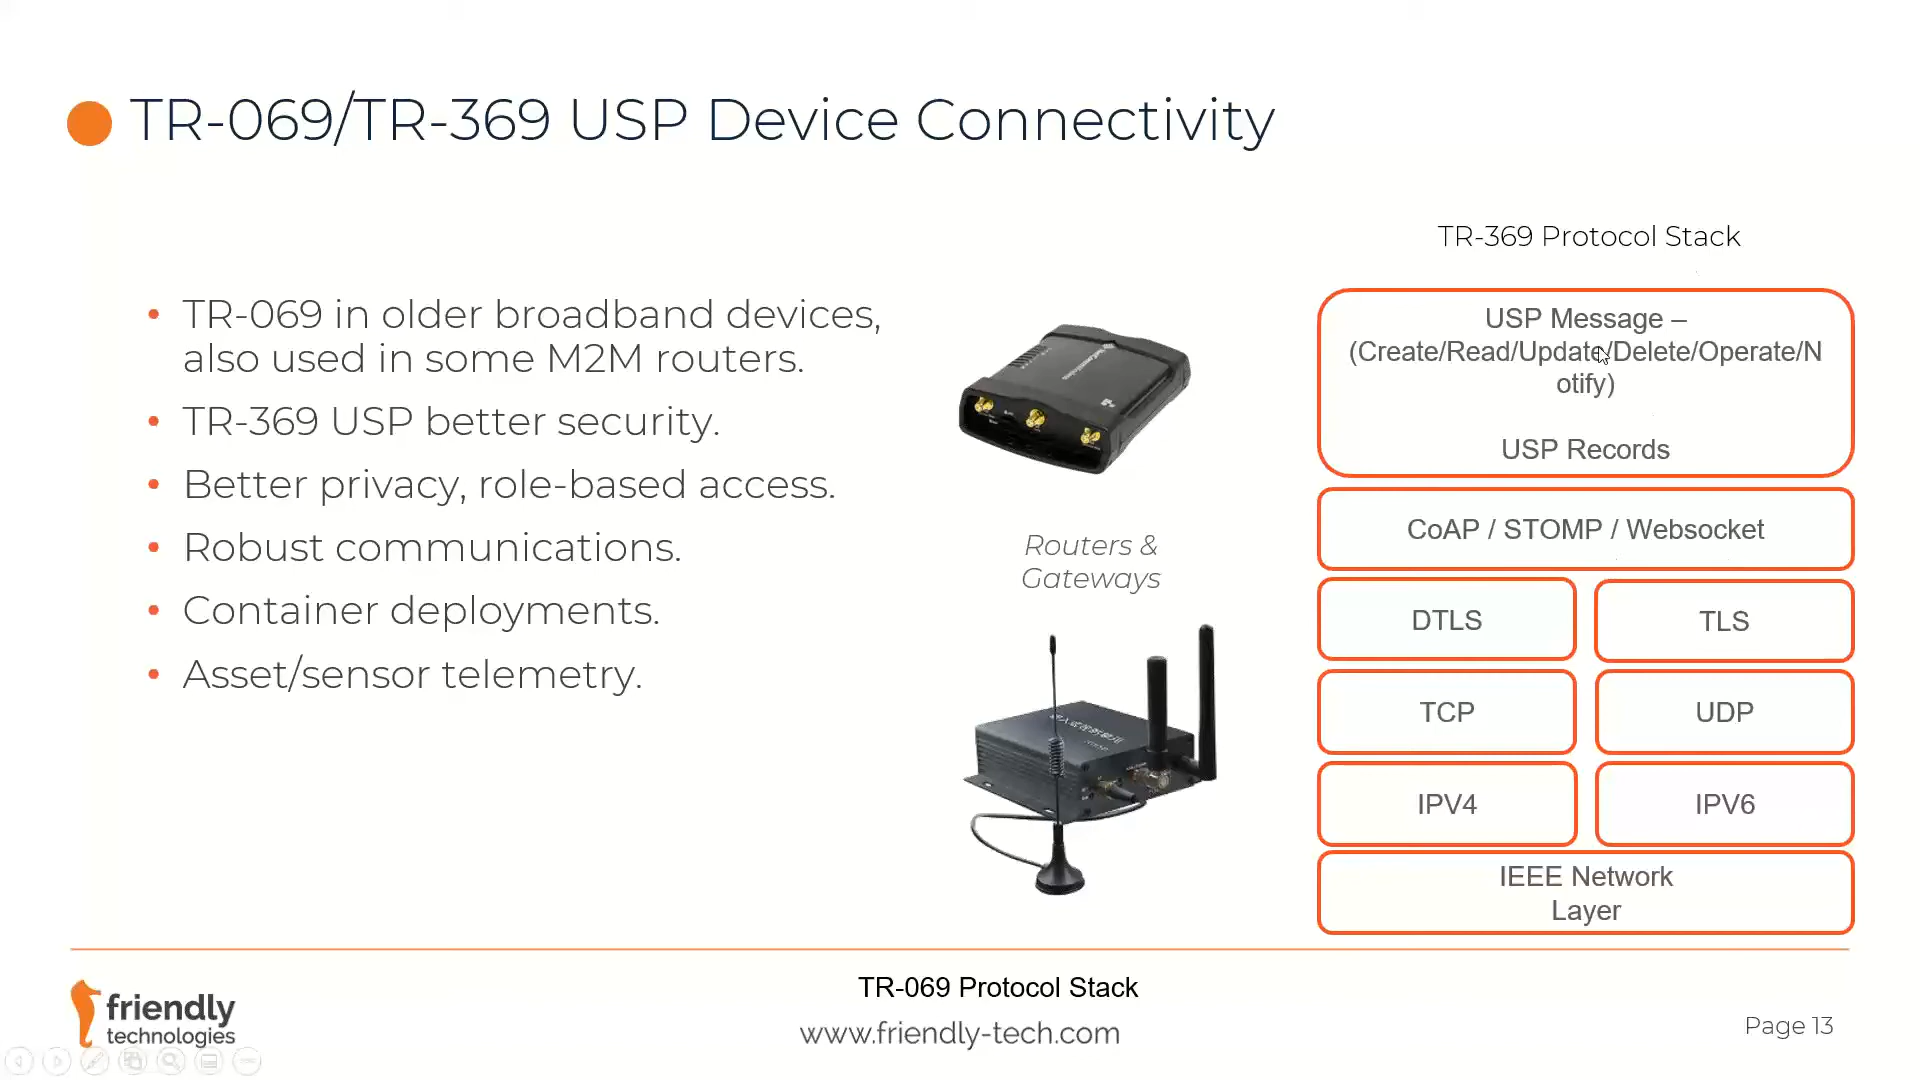 TR-069/TR-369 USP Device Connectivity
• TR-069 in older broadband devices,
also used in some M2M routers.
• TR-369 USP better security.
• Better privacy, role-based access.
• Robust communications.
• Container deployments.
• Asset/sensor telemetry.
Routers &
Gateways
TR-369 Protocol Stack
USP Message –
(Create/Read/Update/Delete/Operate/N
otify)
USP Records
CoAP / STOMP / Websocket
DTLS
TLS
TCP
UDP
IPV4
IPV6
IEEE Network
Layer
friendly
technologies
TR-069 Protocol Stack
www.friendly-tech.com
Page 13